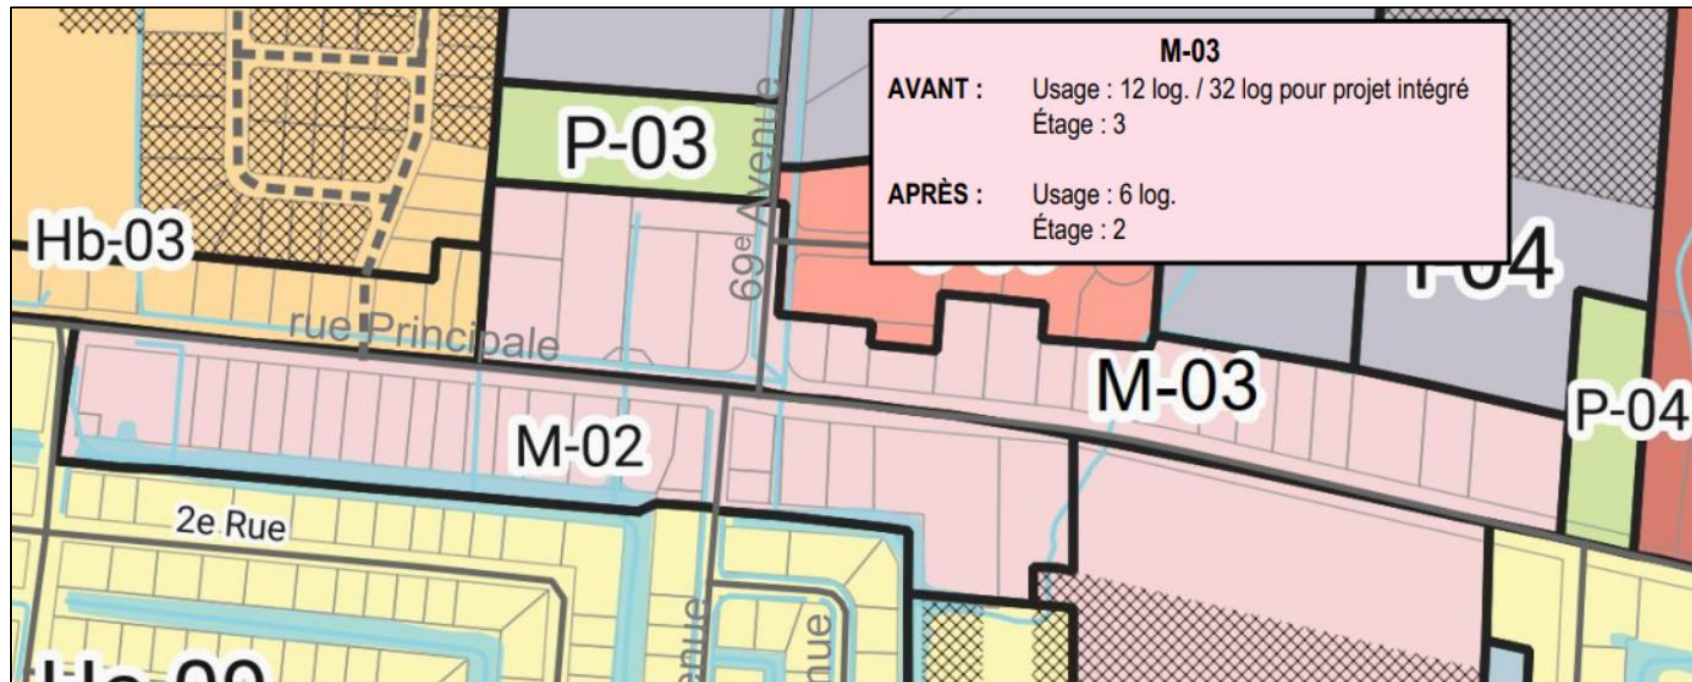 M-03
AVANT : Usage : 12 log. / 32 log pour projet intégré
Étage : 3
APRÈS : Usage : 6 log.
Étage : 2
P-03
69e Avenue
Hb-03
rue Principale
M-03
P-04
M-02
2e Rue